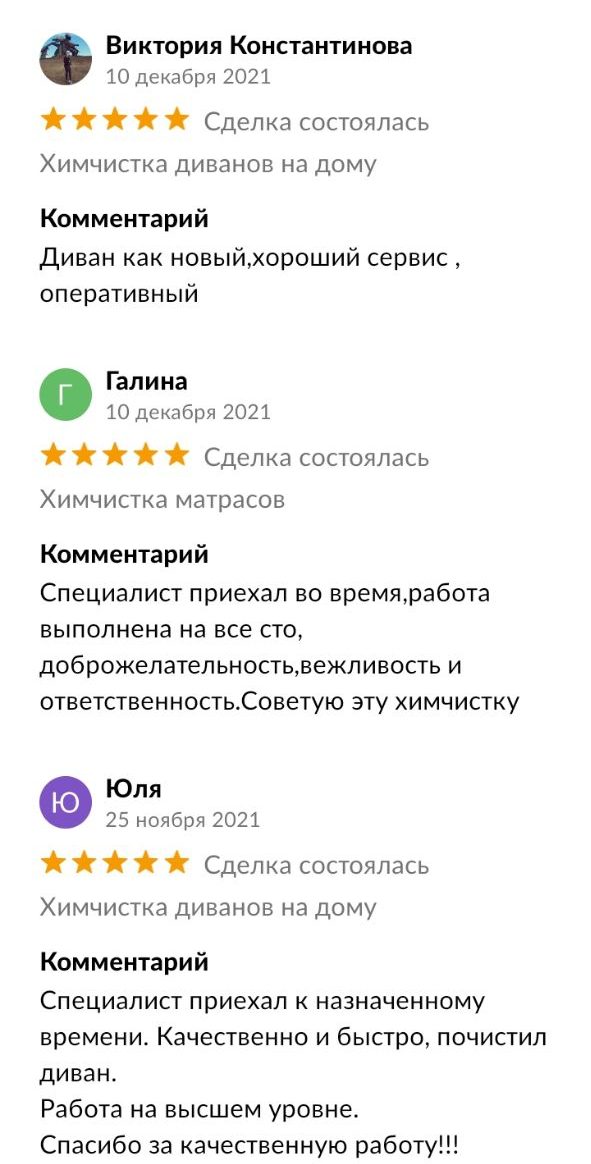 Виктория Константинова
10 декабря 2021
Сделка состоялась
Химчистка диванов на дому
Комментарий
Диван как новый,хороший сервис ,
оперативный
Г
Галина
10 декабря 2021
Сделка состоялась
Химчистка матрасов
Комментарий
Специалист приехал во время,работа
выполнена на все сто,
доброжелательность,вежливость и
ответственность.Советую эту химчистку
Ю
Юля
25 ноября 2021
Сделка состоялась
Химчистка диванов на дому
Комментарий
Специалист приехал к назначенному
времени. Качественно и быстро, почистил
диван.
Работа на высшем уровне.
Спасибо за качественную работу!!!